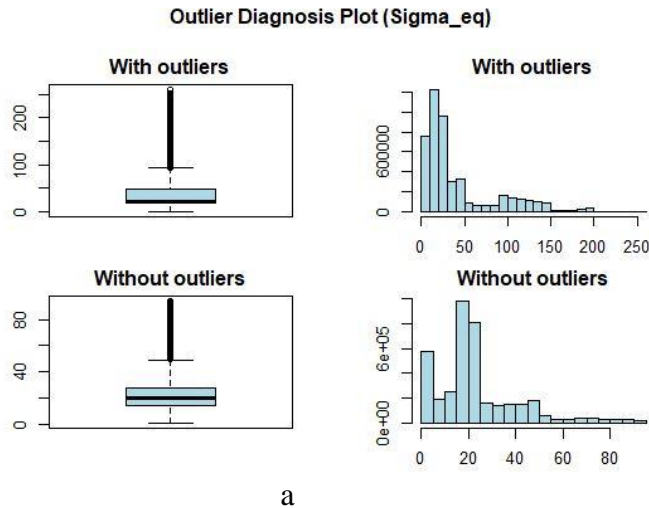 Outlier Diagnosis Plot (Sigma_eq)
With outliers
0 100 200
With outliers
0 600000
0 50 100 150 200 250
Without outliers
0 40 80
Without outliers
0e+00 6e+05
0 20 40 60 80
a